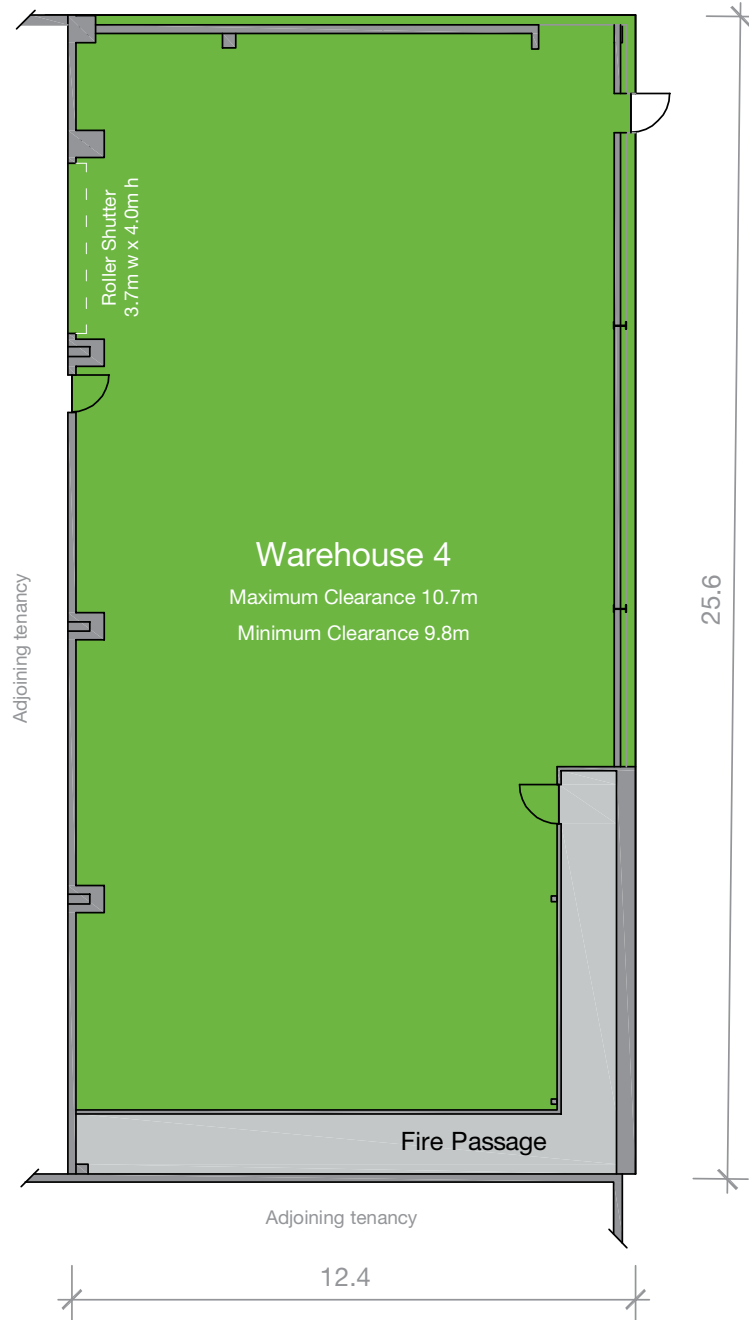 Roller Shutter
3.7m w x 4.0m h
Warehouse 4
Maximum Clearance 10.7m
Minimum Clearance 9.8m
Adjoining tenancy
25.6
Fire Passage
Adjoining tenancy
12.4